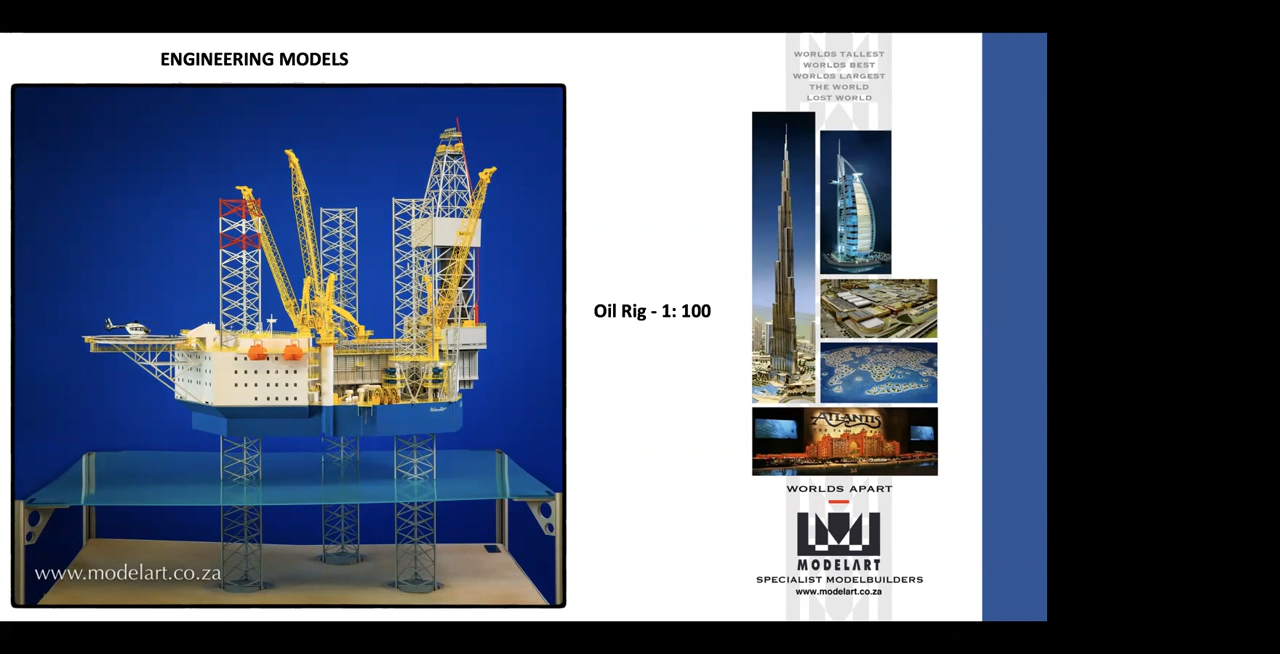 ENGINEERING MODELS
www.modelart.co.za
Oil Rig - 1: 100
WORLDS TALLEST
WORLDS BEST
WORLDS LARGEST
THE WORLD
LOST WORLD
ATLANTIS
WORLDS APART
MODELART
SPECIALIST MODELBUILDERS
www.modelart.co.za